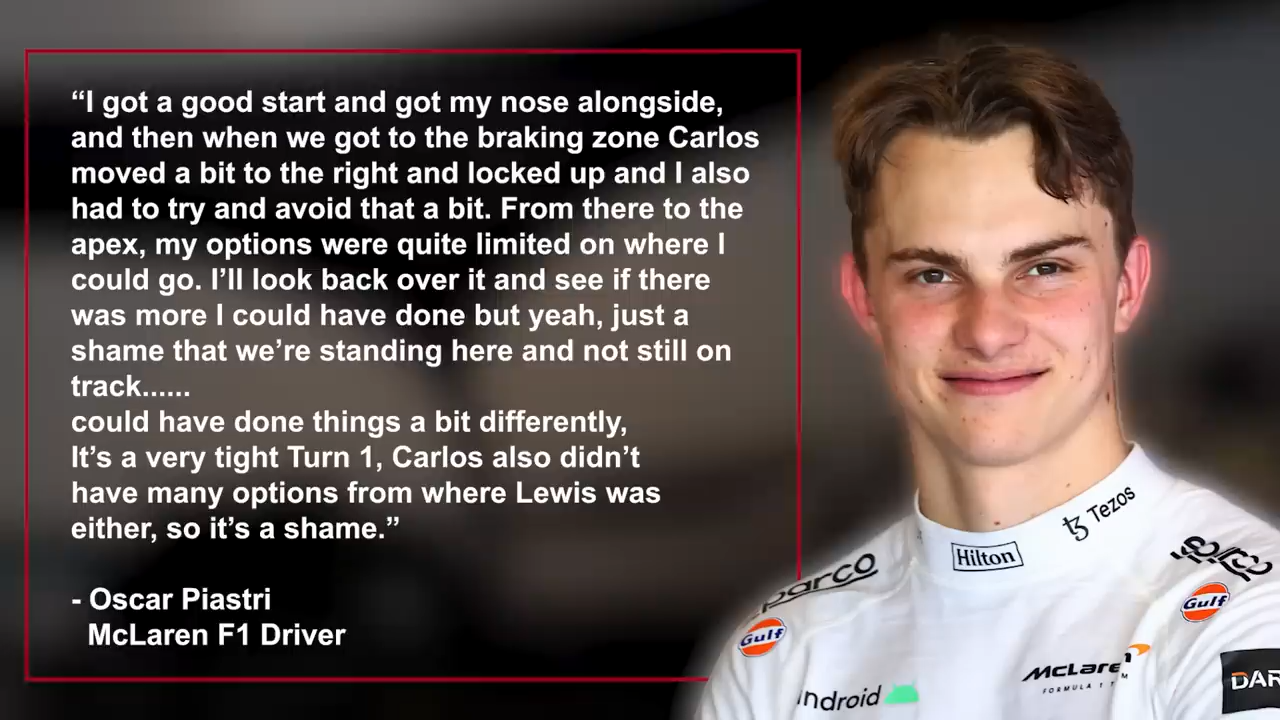 “I got a good start and got my nose alongside,
and then when we got to the braking zone Carlos
moved a bit to the right and locked up and I also
had to try and avoid that a bit. From there to the
apex, my options were quite limited on where I
could go. I’ll look back over it and see if there
was more I could have done but yeah, just a
shame that we’re standing here and not still on
track......
could have done things a bit differently,
It’s a very tight Turn 1, Carlos also didn’t
have many options from where Lewis was
either, so it’s a shame.”
- Oscar Piastri
McLaren F1 Driver
Tezos
Hilton
parco
sparco
Gulf
Gulf
McLaren
FORMULA 1 T M
android
DAR